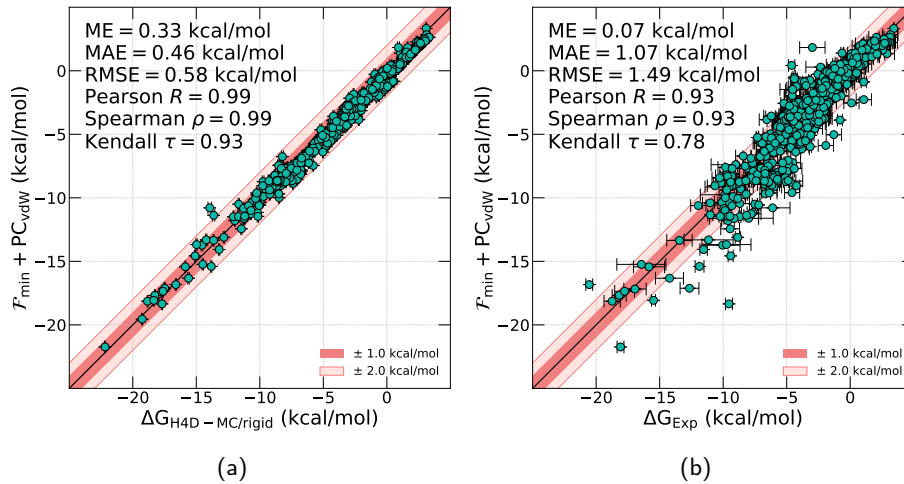 ME = 0.33 kcal/mol
MAE = 0.46 kcal/mol
RMSE = 0.58 kcal/mol
Pearson R = 0.99
Spearman ρ = 0.99
Kendall τ = 0.93
0
−5
−10
−15
−20
ℱmin + PCvdW (kcal/mol)
± 1.0 kcal/mol
± 2.0 kcal/mol
−20 −15 −10 −5 0
ΔGH4D − MC/rigid (kcal/mol)
(a)
ME = 0.07 kcal/mol
MAE = 1.07 kcal/mol
RMSE = 1.49 kcal/mol
Pearson R = 0.93
Spearman ρ = 0.93
Kendall τ = 0.78
0
−5
−10
−15
−20
ℱmin + PCvdW (kcal/mol)
± 1.0 kcal/mol
± 2.0 kcal/mol
−20 −15 −10 −5 0
ΔGExp (kcal/mol)
(b)